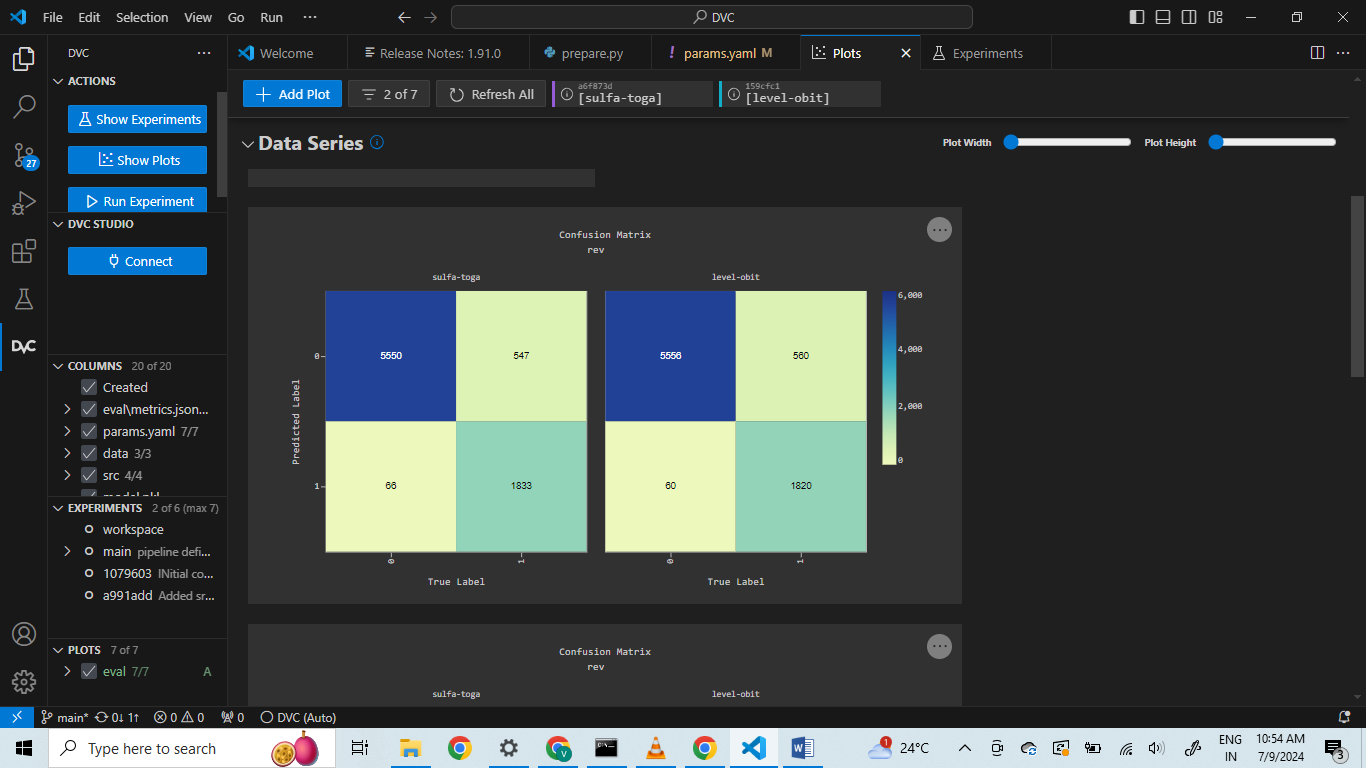 File Edit Selection View Go Run ··· DVC
DVC ···
Welcome
Release Notes: 1.91.0
prepare.py
! params.yaml M
Plots
Experiments
ACTIONS
Show Experiments
Show Plots
Run Experiment
DVC STUDIO
Connect
COLUMNS 20 of 20
Created
eval\metrics.json...
params.yaml 7/7
data 3/3
src 4/4
model.pkl
EXPERIMENTS 2 of 6 (max 7)
workspace
main pipeline defi...
1079603 INitial co...
a991add Added sr...
PLOTS 7 of 7
eval 7/7 A
DVC
27
+ Add Plot
2 of 7
Refresh All
a6f873d
[sulfa-toga]
159cfc1
[level-obit]
Data Series
Plot Width
Plot Height
Confusion Matrix
rev
sulfa-toga level-obit
Predicted Label
0 5550 547 5556 560
1 66 1833 60 1820
0 1 0 1
True Label True Label
6,000
4,000
2,000
0
Confusion Matrix
rev
sulfa-toga level-obit
main* 0↓ 1↑ 0 0 0 DVC (Auto)
Type here to search
V
W
1
24°C
ENG
IN
10:54 AM
7/9/2024
3